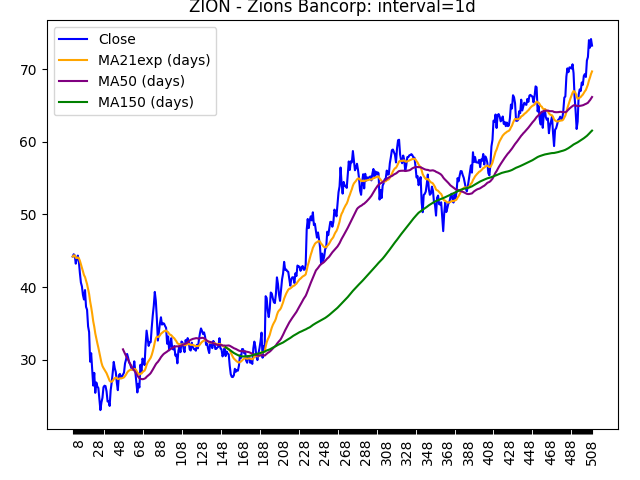 ZION - Zions Bancorp: interval=1d
Close
MA21exp (days)
MA50 (days)
MA150 (days)
70
60
50
40
30
8 28 48 68 88 108 128 148 168 188 208 228 248 268 288 308 328 348 368 388 408 428 448 468 488 508